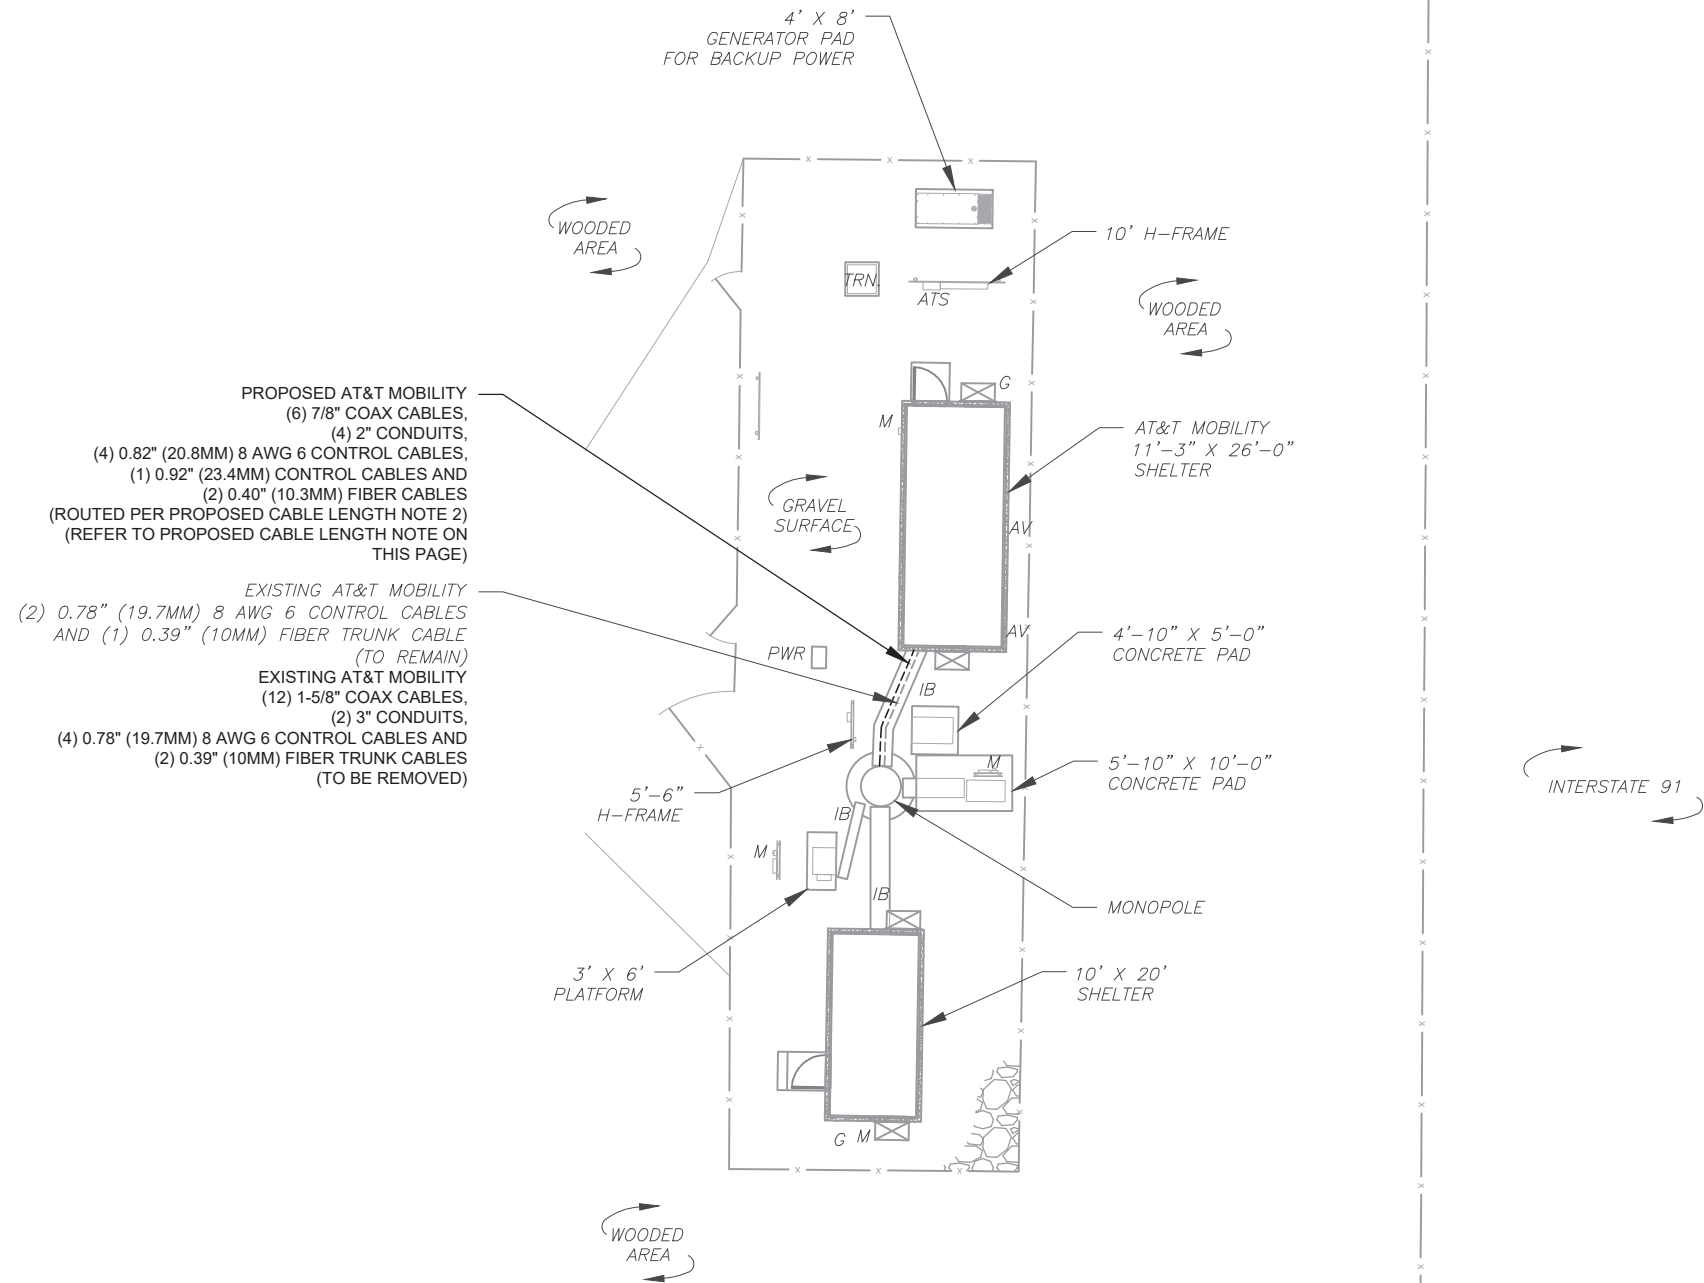 4' X 8'
GENERATOR PAD
FOR BACKUP POWER
WOODED
AREA
10' H-FRAME
TRN.
ATS
WOODED
AREA
G
M
PROPOSED AT&T MOBILITY
(6) 7/8" COAX CABLES,
(4) 2" CONDUITS,
(4) 0.82" (20.8MM) 8 AWG 6 CONTROL CABLES,
(1) 0.92" (23.4MM) CONTROL CABLES AND
(2) 0.40" (10.3MM) FIBER CABLES
(ROUTED PER PROPOSED CABLE LENGTH NOTE 2)
(REFER TO PROPOSED CABLE LENGTH NOTE ON
THIS PAGE)
AT&T MOBILITY
11'-3" X 26'-0"
SHELTER
GRAVEL
SURFACE
AV
EXISTING AT&T MOBILITY
(2) 0.78" (19.7MM) 8 AWG 6 CONTROL CABLES
AND (1) 0.39" (10MM) FIBER TRUNK CABLE
(TO REMAIN)
EXISTING AT&T MOBILITY
(12) 1-5/8" COAX CABLES,
(2) 3" CONDUITS,
(4) 0.78" (19.7MM) 8 AWG 6 CONTROL CABLES AND
(2) 0.39" (10MM) FIBER TRUNK CABLES
(TO BE REMOVED)
AV
4'-10" X 5'-0"
CONCRETE PAD
PWR
IB
M
5'-10" X 10'-0"
CONCRETE PAD
INTERSTATE 91
5'-6"
H-FRAME
IB
M
IB
MONOPOLE
3' X 6'
PLATFORM
10' X 20'
SHELTER
G M
WOODED
AREA